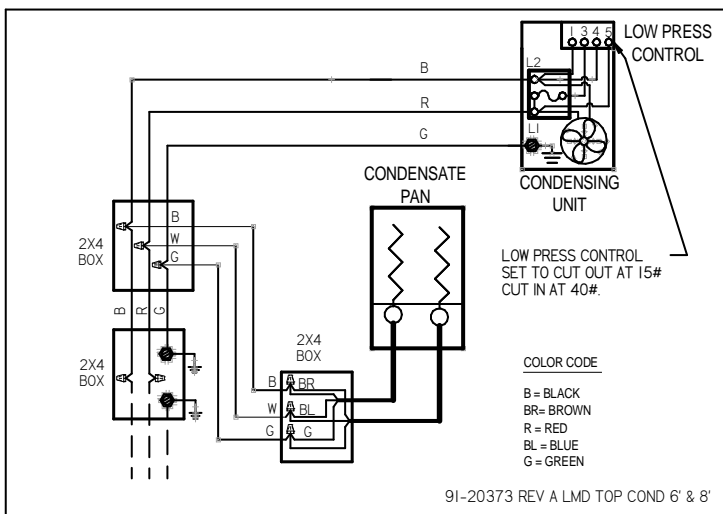 1 3 4 5
LOW PRESS
CONTROL
L2
B
R
L1
G
CONDENSATE
PAN
CONDENSING
UNIT
B
2X4
BOX
W
G
LOW PRESS CONTROL
SET TO CUT OUT AT 15#
CUT IN AT 40#.
B
R
G
2X4
BOX
2X4
BOX
B
BR
W
BL
G
G
COLOR CODE
B = BLACK
BR= BROWN
R = RED
BL = BLUE
G = GREEN
91-20373 REV A LMD TOP COND 6' & 8'